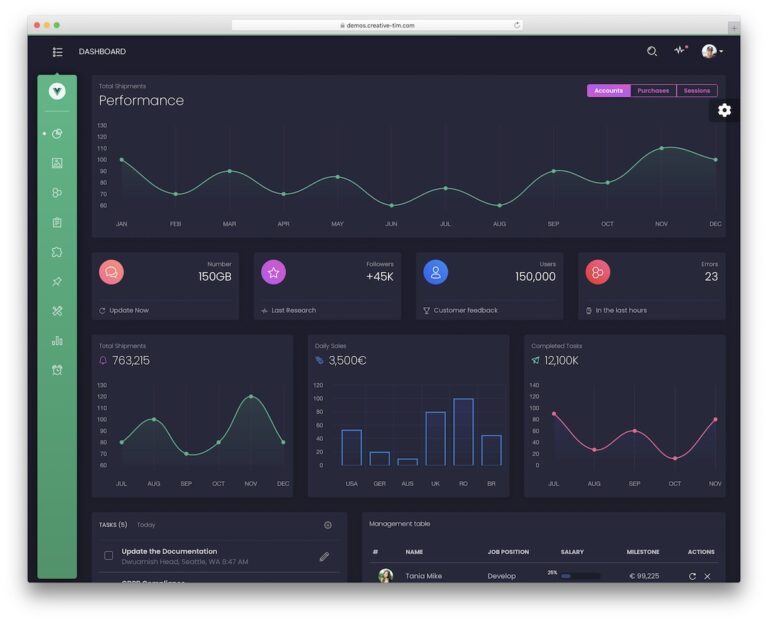 demos.creative-tim.com
DASHBOARD
Total Shipments
Performance
Accounts Purchases Sessions
130
120
110
100
90
80
70
60
JAN FEB MAR APR MAY JUN JUL AUG SEP OCT NOV DEC
Number
150GB
Update Now
Followers
+45K
Last Research
Users
150,000
Customer feedback
Errors
23
In the last hours
Total Shipments
763,215
130
120
110
100
90
80
70
60
JUL AUG SEP OCT NOV DEC
Daily Sales
3,500€
120
100
80
60
40
20
0
USA GER AUS UK RO BR
Completed Tasks
12,100K
140
120
100
80
60
40
20
0
JUL AUG SEP OCT NOV
TASKS (5) Today
Update the Documentation
Dwuamish Head, Seattle, WA 8:47 AM
GDPR Compliance
Management table
# NAME JOB POSITION SALARY MILESTONE ACTIONS
Tania Mike Develop 25% € 99,225